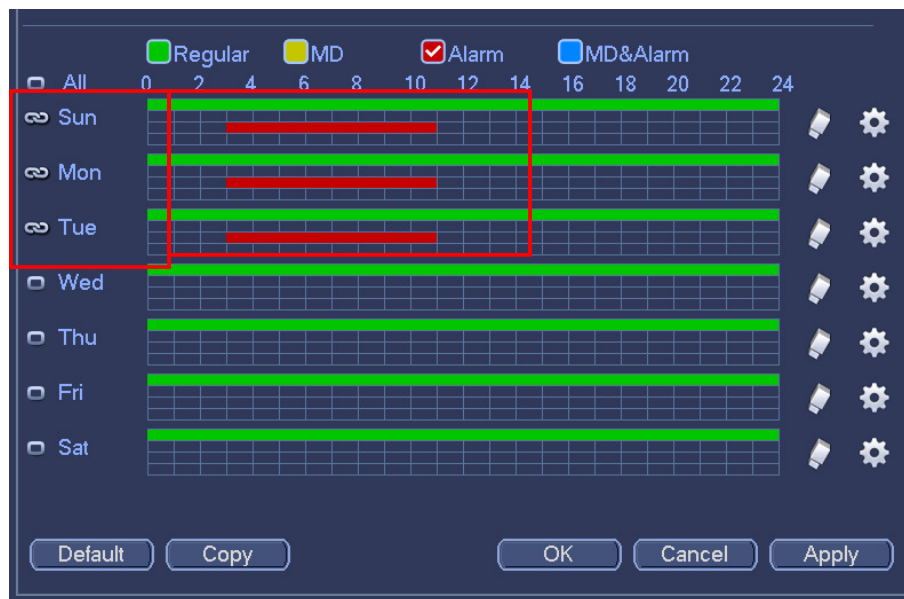 Regular MD Alarm MD&Alarm
All 0 2 4 6 8 10 12 14 16 18 20 22 24
Sun
Mon
Tue
Wed
Thu
Fri
Sat
Default Copy OK Cancel Apply